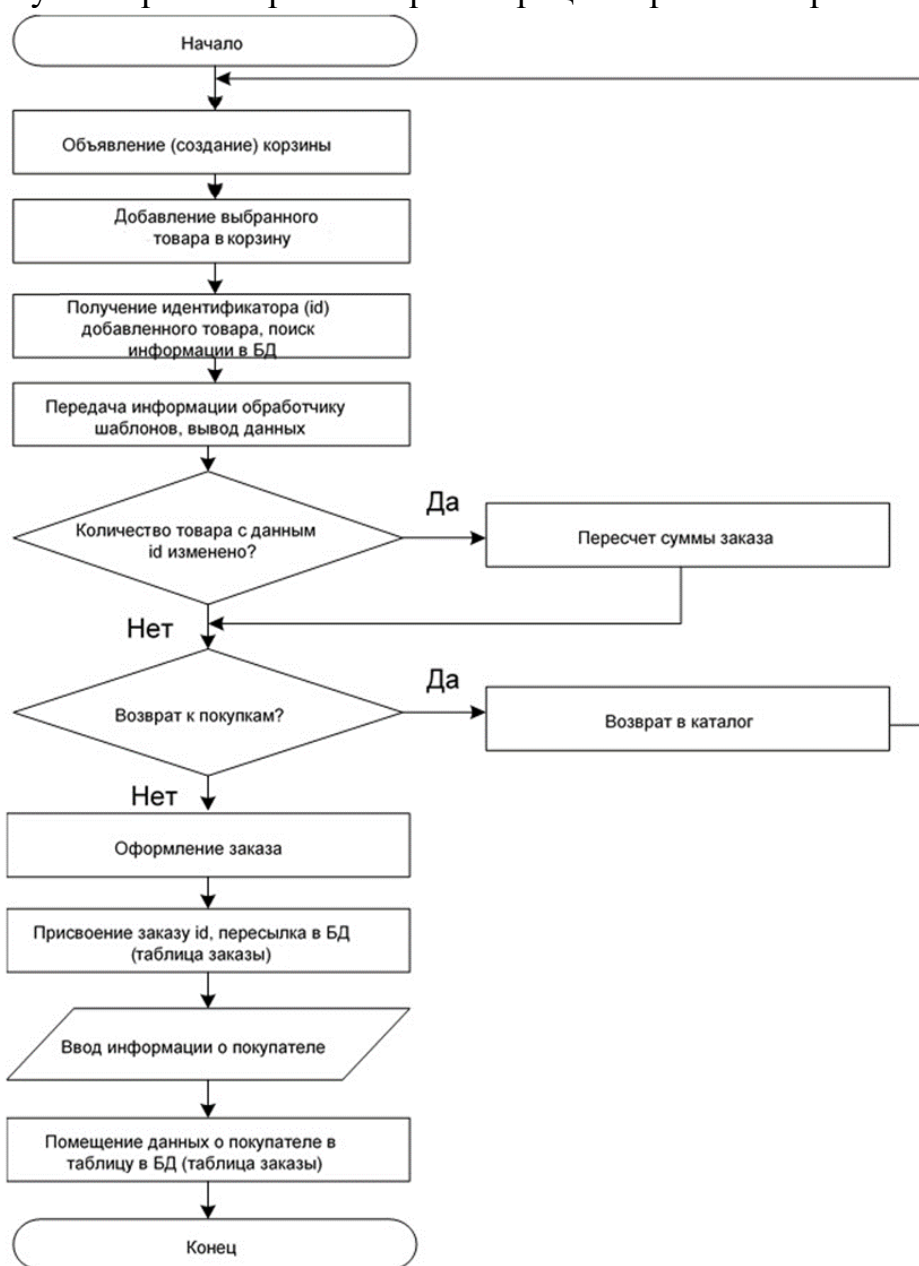 Начало
Объявление (создание) корзины
Добавление выбранного
товара в корзину
Получение идентификатора (id)
добавленного товара, поиск
информации в БД
Передача информации обработчику
шаблонов, вывод данных
Количество товара с данным
id изменено?
Да
Пересчет суммы заказа
Нет
Возврат к покупкам?
Да
Возврат в каталог
Нет
Оформление заказа
Присвоение заказу id, пересылка в БД
(таблица заказы)
Ввод информации о покупателе
Помещение данных о покупателе в
таблицу в БД (таблица заказы)
Конец